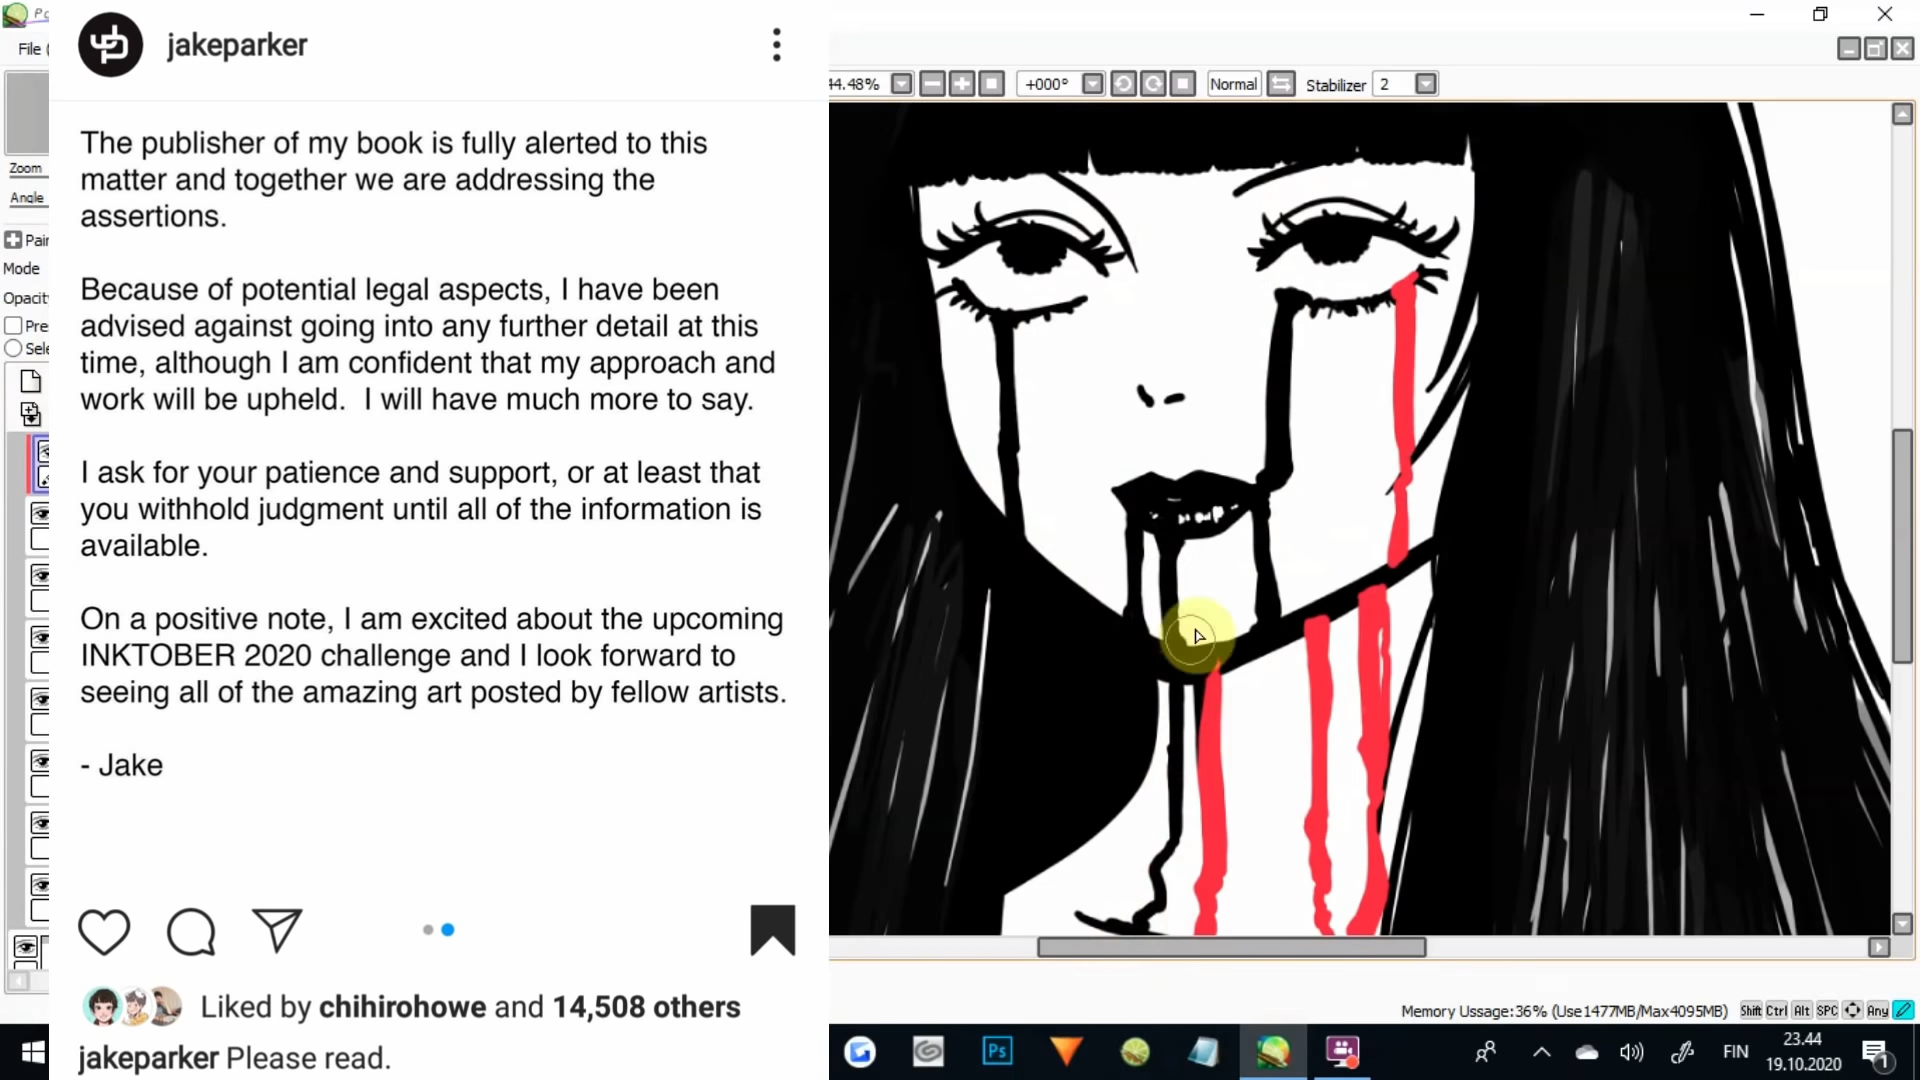 jakeparker
The publisher of my book is fully alerted to this
matter and together we are addressing the
assertions.
Because of potential legal aspects, I have been
advised against going into any further detail at this
time, although I am confident that my approach and
work will be upheld.  I will have much more to say.
I ask for your patience and support, or at least that
you withhold judgment until all of the information is
available.
On a positive note, I am excited about the upcoming
INKTOBER 2020 challenge and I look forward to
seeing all of the amazing art posted by fellow artists.
- Jake
Liked by chihirohowe and 14,508 others
jakeparker Please read.
File
Zoom
Angle
Mode
44.48%
+000°
Normal
Stabilizer 2
Memory Ussage:36% (Use1477MB/Max4095MB)
Shift Ctrl Alt SPC Any
Ps
FIN
23.44
19.10.2020
1